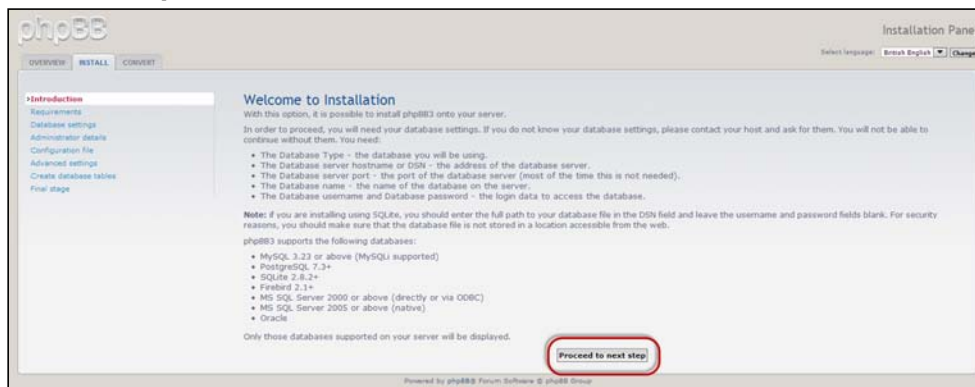 phpBB
Installation Pane
Select language: British English Change
OVERVIEW INSTALL CONVERT
Introduction
Requirements
Database settings
Administrator details
Configuration file
Advanced settings
Create database tables
Final stage
Welcome to Installation
With this option, it is possible to install phpBB3 onto your server.
In order to proceed, you will need your database settings. If you do not know your database settings, please contact your host and ask for them. You will not be able to
continue without them. You need:
• The Database Type - the database you will be using.
• The Database server hostname or DSN - the address of the database server.
• The Database server port - the port of the database server (most of the time this is not needed).
• The Database name - the name of the database on the server.
• The Database username and Database password - the login data to access the database.
Note: if you are installing using SQLite, you should enter the full path to your database file in the DSN field and leave the username and password fields blank. For security
reasons, you should make sure that the database file is not stored in a location accessible from the web.
phpBB3 supports the following databases:
• MySQL 3.23 or above (MySQLi supported)
• PostgreSQL 7.3+
• SQLite 2.8.2+
• Firebird 2.1+
• MS SQL Server 2000 or above (directly or via ODBC)
• MS SQL Server 2005 or above (native)
• Oracle
Only those databases supported on your server will be displayed.
Proceed to next step
Powered by phpBB® Forum Software © phpBB Group